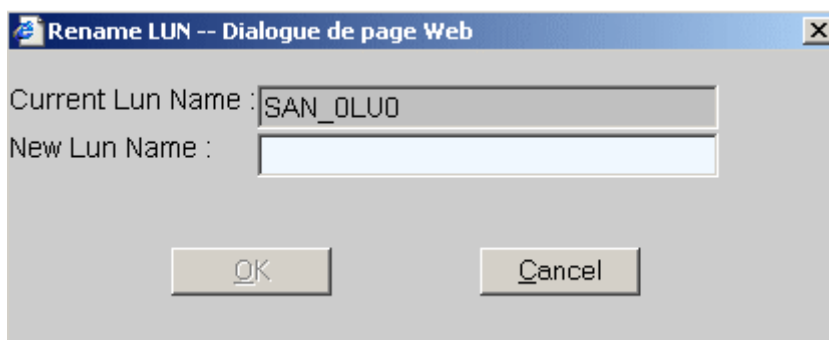 Rename LUN -- Dialogue de page Web
Current Lun Name : SAN_0LU0
New Lun Name :
OK Cancel